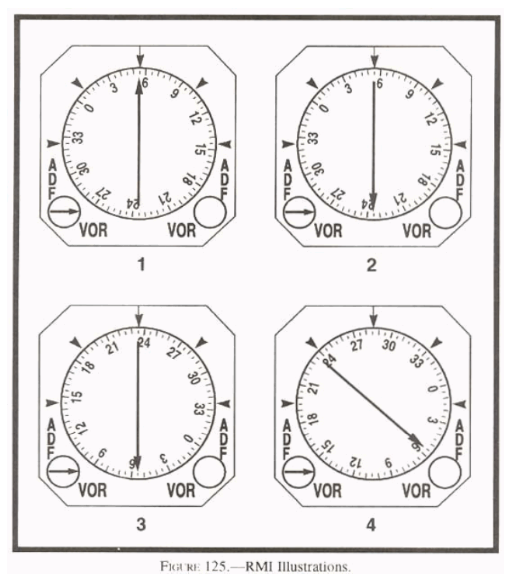 0 3 6 9 12 15 18 21 24 27 30 33
ADF
VOR
ADF
VOR
1
0 3 6 9 12 15 18 21 24 27 30 33
ADF
VOR
ADF
VOR
2
18 21 24 27 30 33 0 3 6 9 12 15
ADF
VOR
ADF
VOR
3
24 27 30 33 0 3 6 9 12 15 18 21
ADF
VOR
ADF
VOR
4
FIGURE 125.—RMI Illustrations.